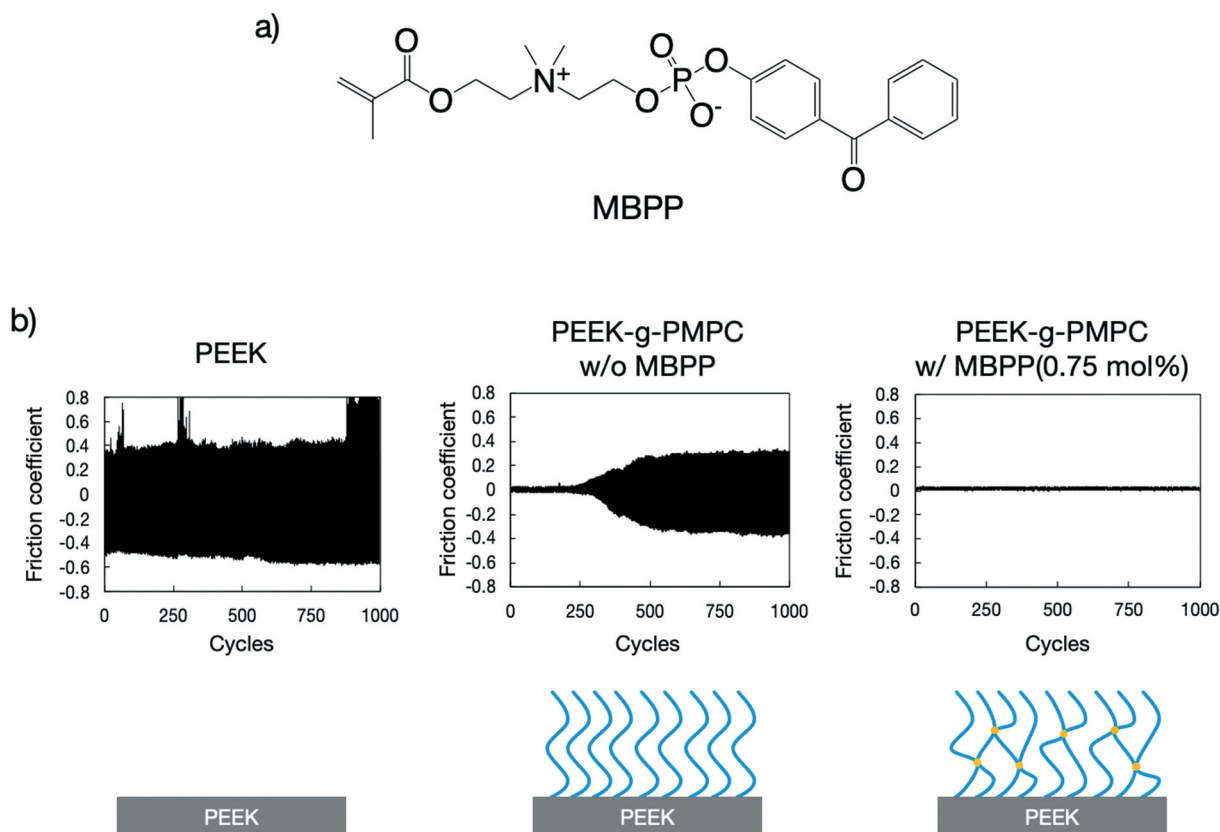 a)
O
O
N+
O
O
P
O-
O
O
MBPP
b)
PEEK
PEEK-g-PMPC
w/o MBPP
PEEK-g-PMPC
w/ MBPP(0.75 mol%)
Friction coefficient
0.8
0.6
0.4
0.2
0
-0.2
-0.4
-0.6
-0.8
0
250
500
750
1000
Cycles
Friction coefficient
0.8
0.6
0.4
0.2
0
-0.2
-0.4
-0.6
-0.8
0
250
500
750
1000
Cycles
Friction coefficient
0.8
0.6
0.4
0.2
0
-0.2
-0.4
-0.6
-0.8
0
250
500
750
1000
Cycles
PEEK
PEEK
PEEK